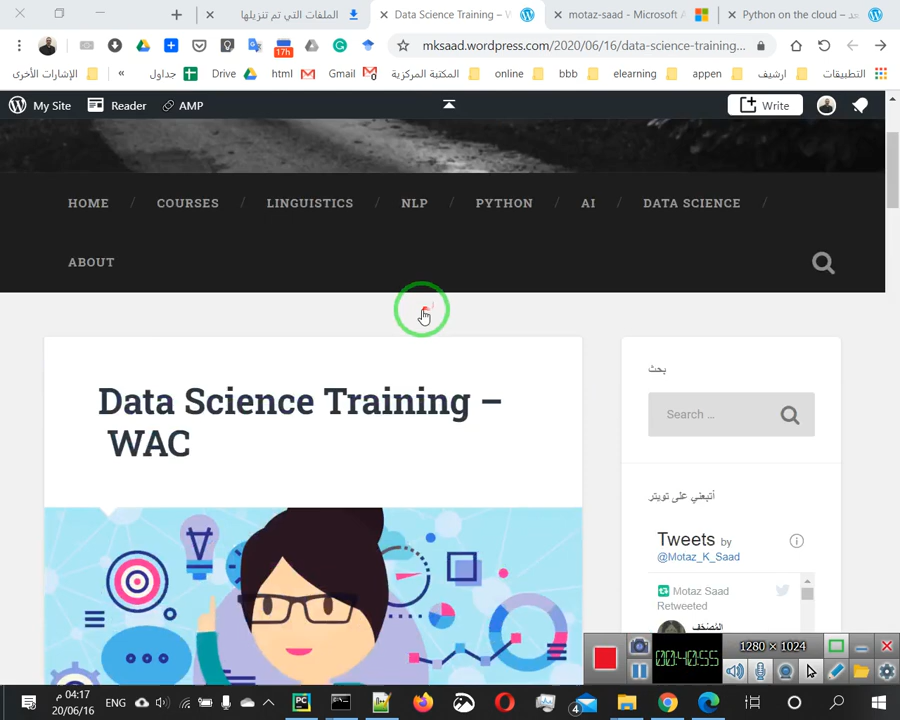 الملفات التي تم تنزيلها
Data Science Training – W
motaz-saad - Microsoft A
Python on the cloud –
mksaad.wordpress.com/2020/06/16/data-science-training...
17h
الإشارات الأخرى
»
جداول
Drive
html
Gmail
المكتبة المركزية
online
bbb
elearning
appen
ارشيف
التطبيقات
My Site
Reader
AMP
Write
HOME / COURSES / LINGUISTICS / NLP / PYTHON / AI / DATA SCIENCE /
ABOUT
Data Science Training –
WAC
بحث
Search ...
أتبعني على تويتر
Tweets by
@Motaz_K_Saad
Motaz Saad
Retweeted
المُصْحَف
1280 × 1024
00:40:55
04:17 م
20/06/16
ENG
PC
4